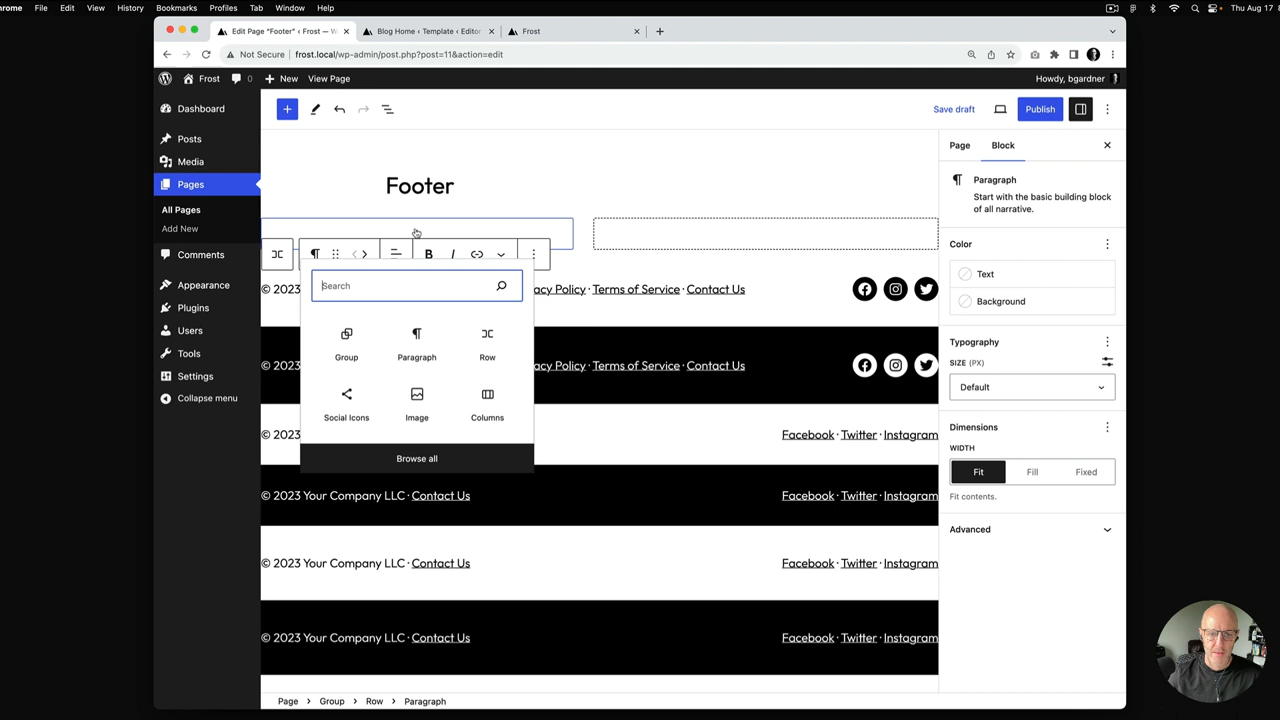 hrome File Edit View History Bookmarks Profiles Tab Window Help Thu Aug 17 8
Edit Page "Footer" ‹ Frost — W Blog Home ‹ Template ‹ Editor Frost
Not Secure frost.local/wp-admin/post.php?post=11&action=edit
Frost 0 New View Page Howdy, bgardner
Dashboard
Posts
Media
Pages
All Pages
Add New
Comments
Appearance
Plugins
Users
Tools
Settings
Collapse menu
Save draft Publish
Footer
B I
Search
Group Paragraph Row
Social Icons Image Columns
Browse all
© 2023 acy Policy · Terms of Service · Contact Us
acy Policy · Terms of Service · Contact Us
© 2023 Facebook · Twitter · Instagram
© 2023 Your Company LLC · Contact Us Facebook · Twitter · Instagram
© 2023 Your Company LLC · Contact Us Facebook · Twitter · Instagram
© 2023 Your Company LLC · Contact Us Facebook · Twitter · Instagram
Page Block
Paragraph
Start with the basic building block
of all narrative.
Color
Text
Background
Typography
SIZE (PX)
Default
Dimensions
WIDTH
Fit Fill Fixed
Fit contents.
Advanced
Page Group Row Paragraph